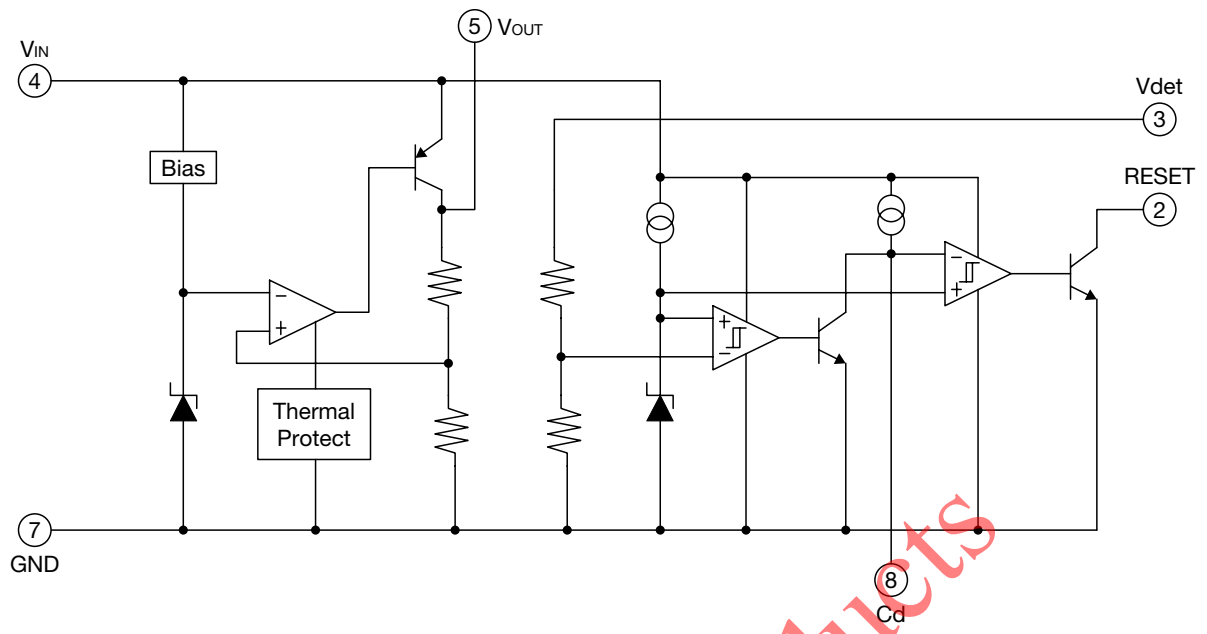 5 VOUT
VIN
4
Vdet
3
Bias
RESET
2
−
+
+
−
−
+
Thermal
Protect
7
GND
8
Cd